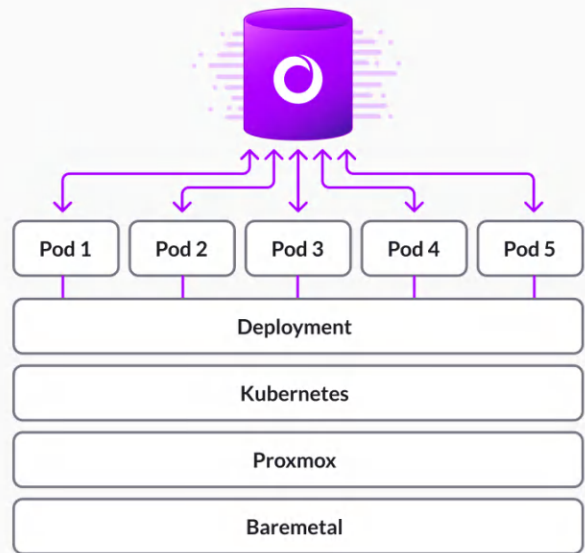 Pod 1
Pod 2
Pod 3
Pod 4
Pod 5
Deployment
Kubernetes
Proxmox
Baremetal